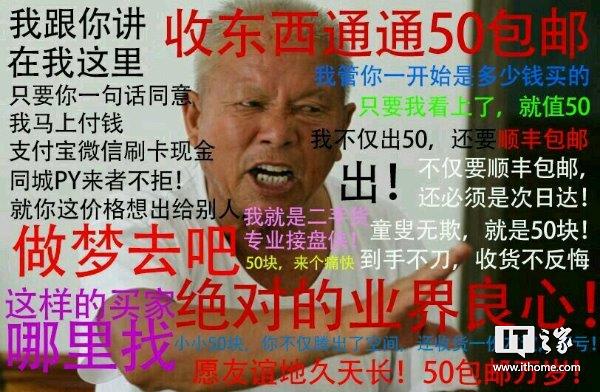 我跟你讲
在我这里
只要你一句话同意
我马上付钱
支付宝微信刷卡现金
同城PY来者不拒！
就你这价格想出给别人
做梦去吧
这样的买家
哪里找
收东西通通50包邮
我管你一开始是多少钱买的
只要我看上了，就值50
我不仅出50，还要顺丰包邮
出！
不仅要顺丰包邮，
还必须是次日达！
我就是二手货
专业接盘侠！
50块，来个痛快
童叟无欺，就是50块！
到手不刀，收货不反悔
绝对的业界良心！
小小50块，你不仅腾出了空间，还收货一份
愿友谊地久天长！50包邮
IT之家
www.ithome.com